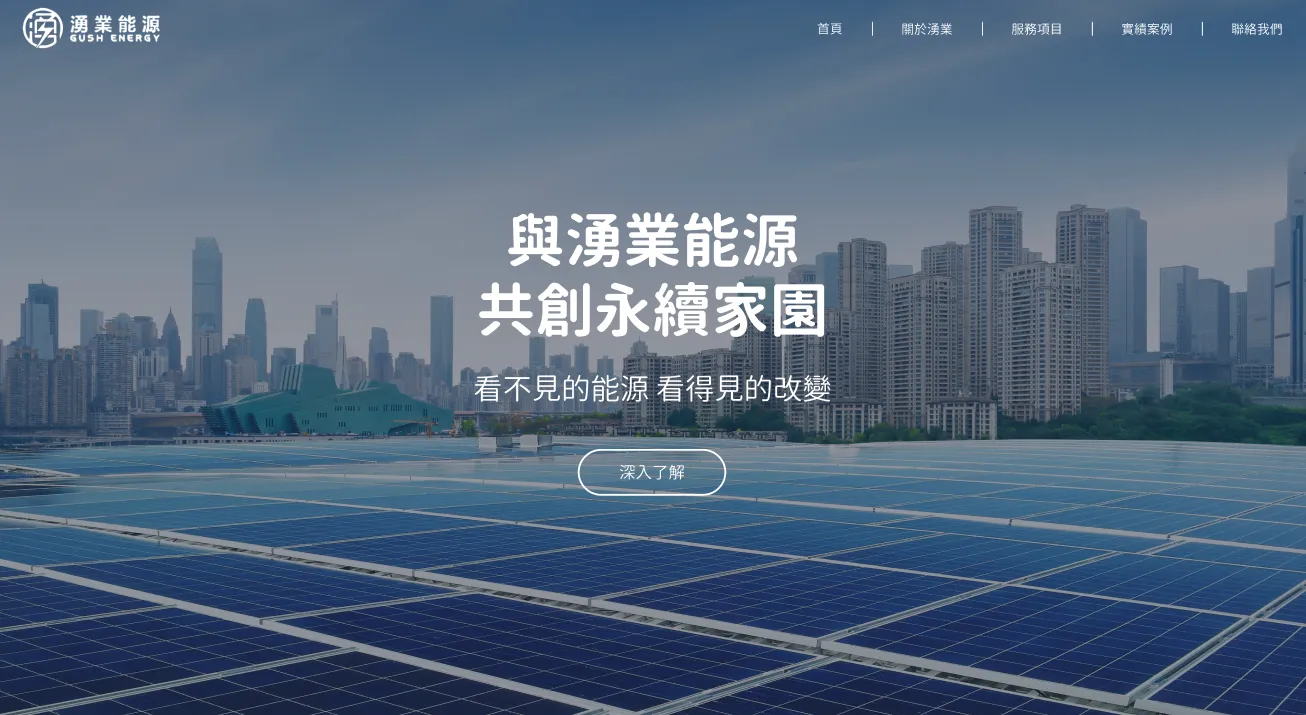 湧業能源
GUSH ENERGY
首頁
關於湧業
服務項目
實績案例
聯絡我們
與湧業能源
共創永續家園
看不見的能源 看得見的改變
深入了解